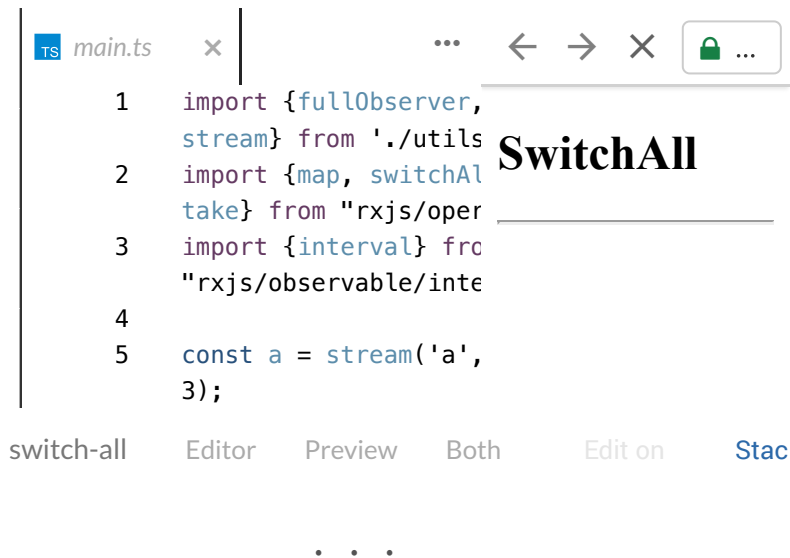 TS main.ts × ... ...
SwitchAll
1 import {fullObserver,
stream} from './utils
2 import {map, switchAl
take} from "rxjs/oper
3 import {interval} fro
"rxjs/observable/inte
4
5 const a = stream('a',
3);
switch-all Editor Preview Both Edit on Stac
. . .